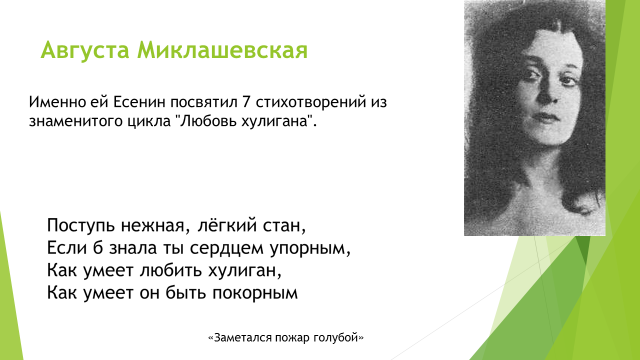 Августа Миклашевская
Именно ей Есенин посвятил 7 стихотворений из
знаменитого цикла "Любовь хулигана".
Поступь нежная, лёгкий стан,
Если б знала ты сердцем упорным,
Как умеет любить хулиган,
Как умеет он быть покорным
«Заметался пожар голубой»